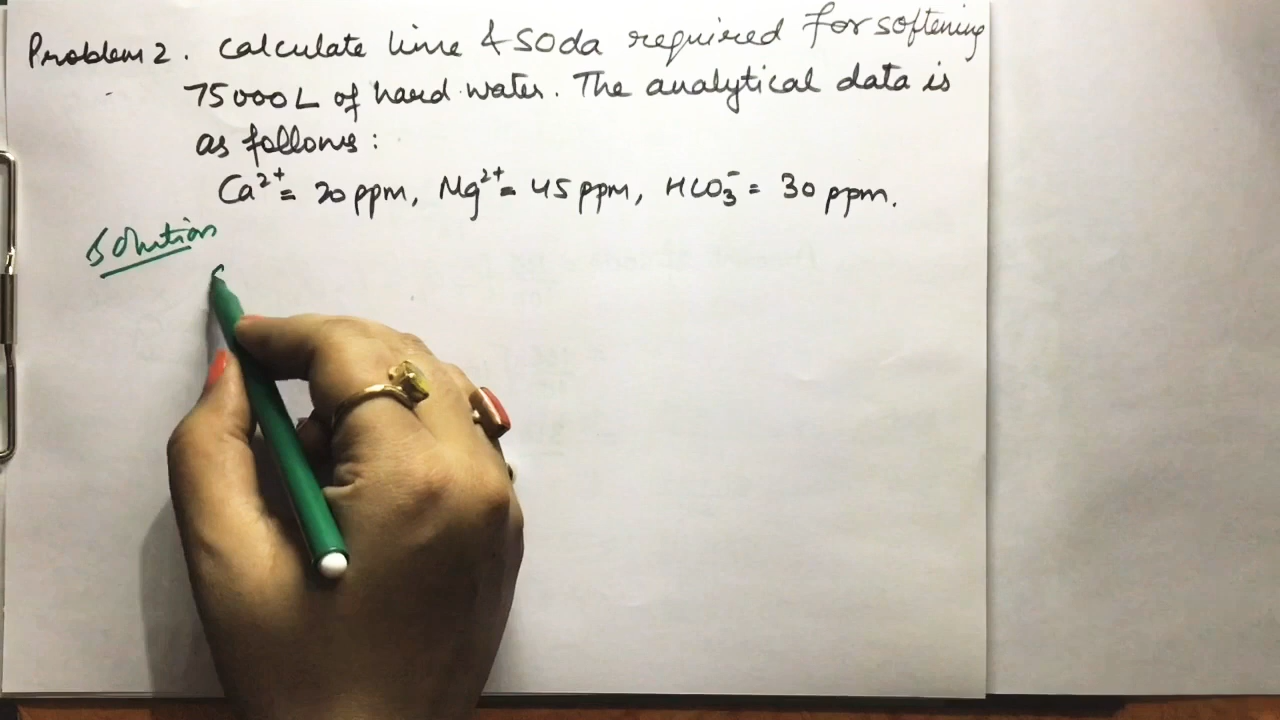 Problem 2. Calculate lime & soda required for softening
75000L of hard water. The analytical data is
as follows:
Ca²⁺ = 20 ppm, Mg²⁺ = 45 ppm, HCO₃⁻ = 30 ppm.
Solution